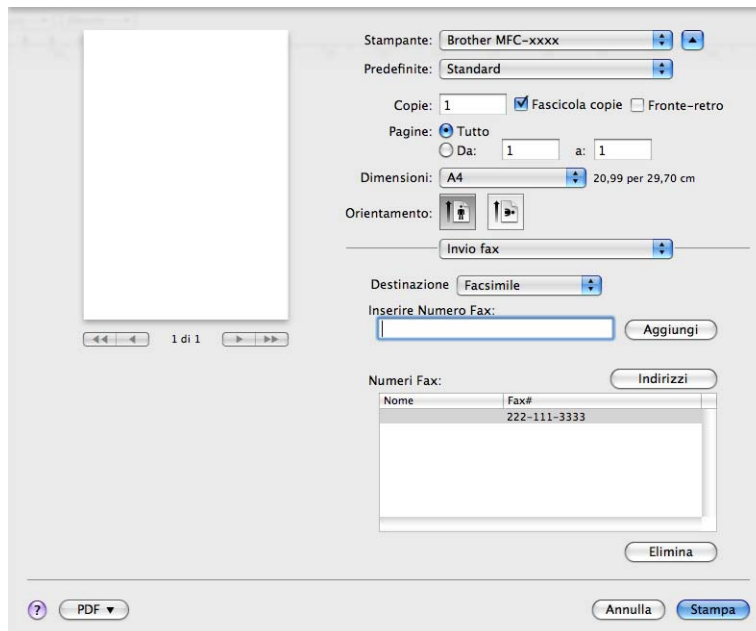 Stampante: Brother MFC-xxxx
Predefinite: Standard
Copie: 1 Fascicola copie Fronte-retro
Pagine: Tutto
Da: 1 a: 1
Dimensioni: A4 20,99 per 29,70 cm
Orientamento:
Invio fax
Destinazione Facsimile
Inserire Numero Fax:
Aggiungi
1 di 1
Numeri Fax: Indirizzi
Nome Fax#
222-111-3333
Elimina
? PDF Annulla Stampa